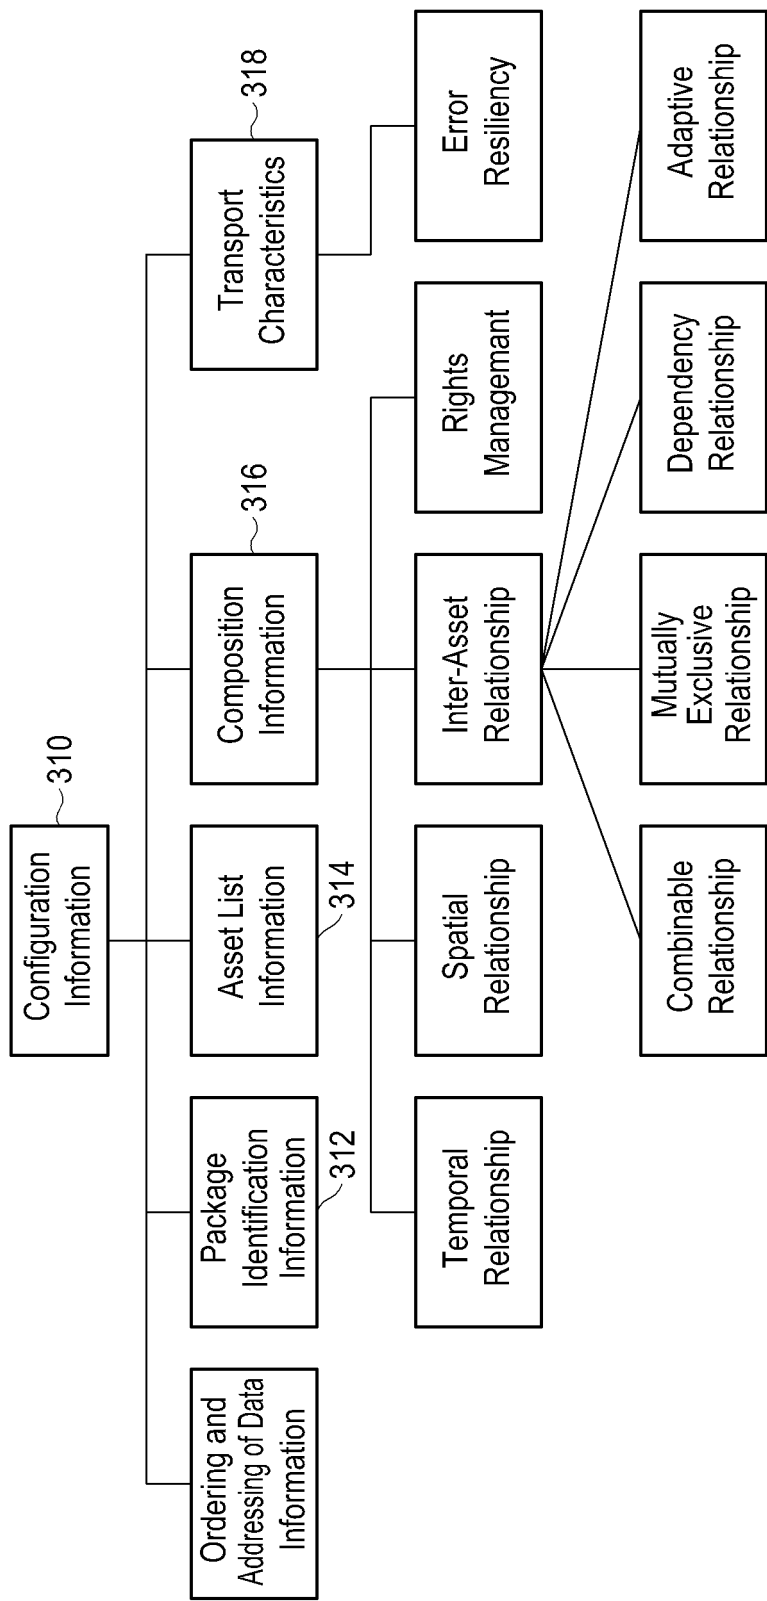 Configuration
Information
310
Ordering and
Addressing of Data
Information
Package
Identification
Information
312
Asset List
Information
314
Composition
Information
316
Transport
Characteristics
318
Temporal
Relationship
Spatial
Relationship
Inter-Asset
Relationship
Rights
Managemant
Error
Resiliency
Combinable
Relationship
Mutually
Exclusive
Relationship
Dependency
Relationship
Adaptive
Relationship